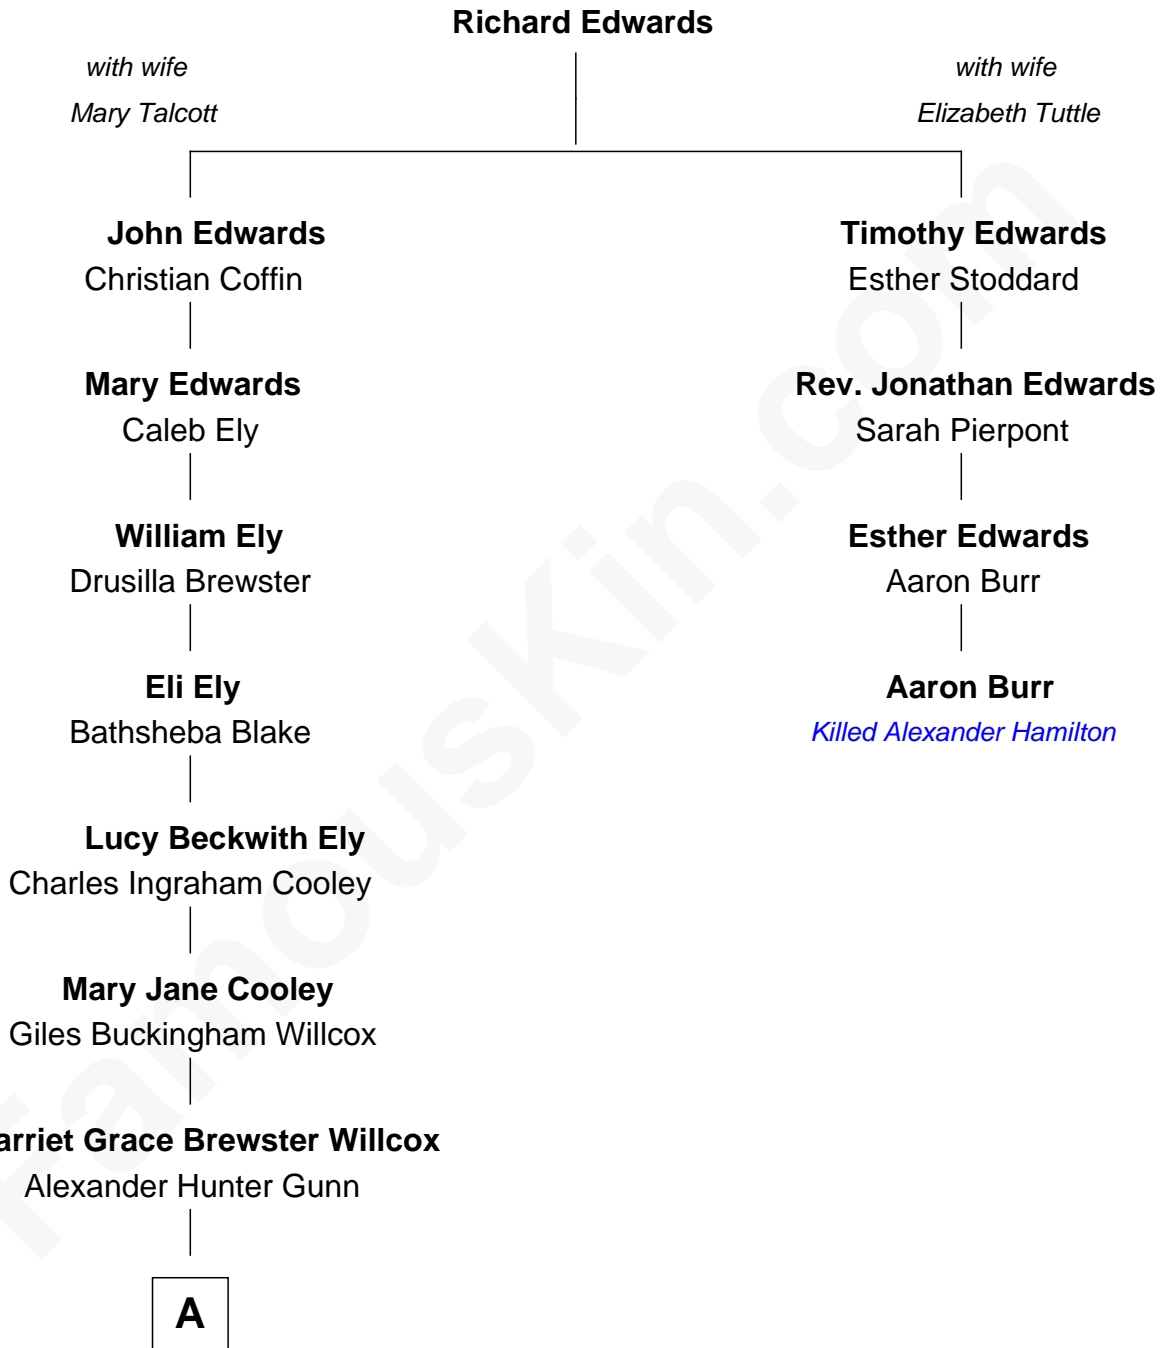 Richard Edwards
with wife
Mary Talcott
with wife
Elizabeth Tuttle
John Edwards
Christian Coffin
Timothy Edwards
Esther Stoddard
Mary Edwards
Caleb Ely
Rev. Jonathan Edwards
Sarah Pierpont
William Ely
Drusilla Brewster
Esther Edwards
Aaron Burr
Eli Ely
Bathsheba Blake
Aaron Burr
Killed Alexander Hamilton
Lucy Beckwith Ely
Charles Ingraham Cooley
Mary Jane Cooley
Giles Buckingham Willcox
arriet Grace Brewster Willcox
Alexander Hunter Gunn
A
FamousKin.com